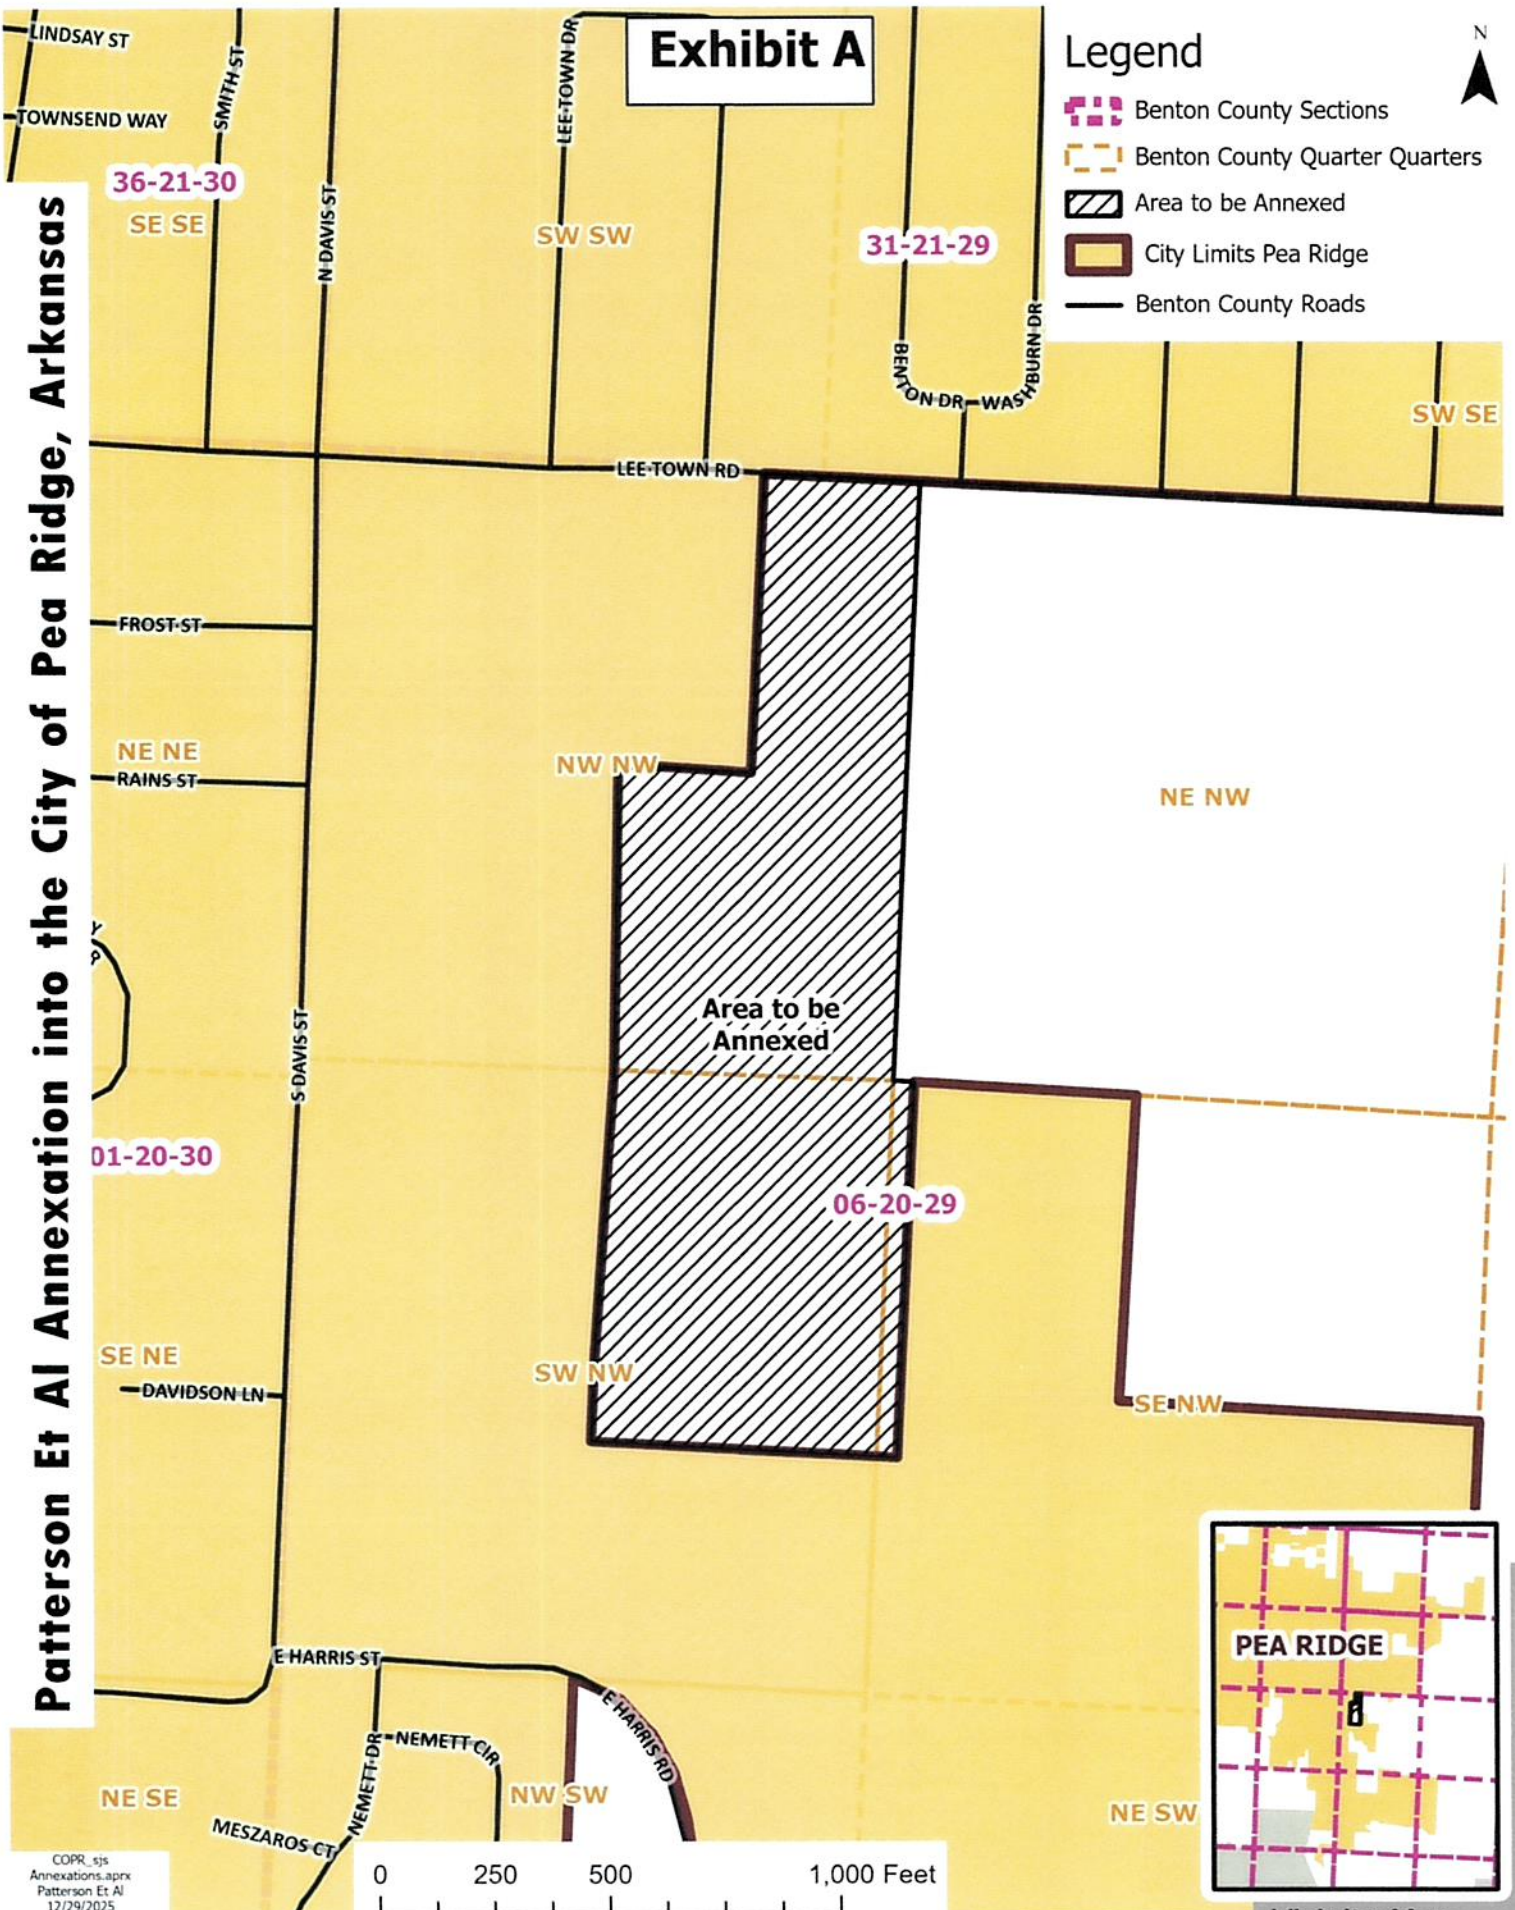 Exhibit A
Legend
N
Benton County Sections
Benton County Quarter Quarters
Area to be Annexed
City Limits Pea Ridge
Benton County Roads
Patterson Et Al Annexation into the City of Pea Ridge, Arkansas
LINDSAY ST
TOWNSEND WAY
SMITH ST
N DAVIS ST
LEE TOWN DR
36-21-30
SE SE
SW SW
31-21-29
BENTON DR
WASHBURN DR
SW SE
LEE TOWN RD
FROST ST
NE NE
RAINS ST
NW NW
NE NW
S DAVIS ST
Area to be
Annexed
01-20-30
06-20-29
SE NE
DAVIDSON LN
SW NW
SE NW
E HARRIS ST
E HARRIS RD
NEMETT DR
NEMETT CIR
MESZAROS CT
NE SE
NW SW
NE SW
PEA RIDGE
COPR_sjs
Annexations.aprx
Patterson Et Al
12/29/2025
0 250 500 1,000 Feet